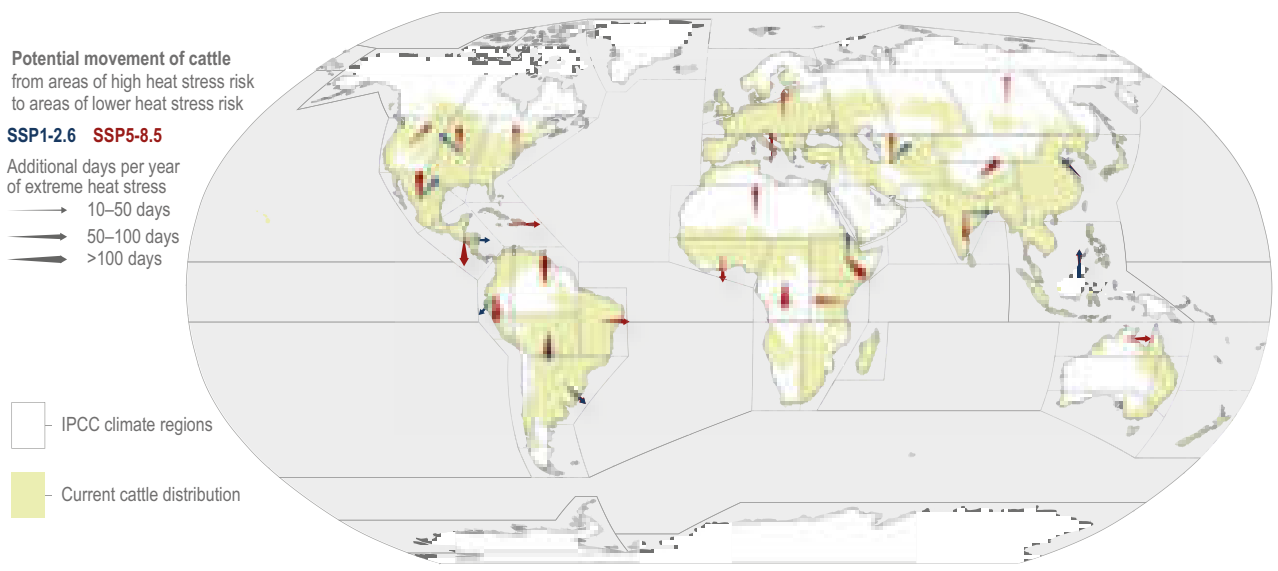 Potential movement of cattle
from areas of high heat stress risk
to areas of lower heat stress risk
SSP1-2.6 SSP5-8.5
Additional days per year
of extreme heat stress
10–50 days
50–100 days
>100 days
IPCC climate regions
Current cattle distribution